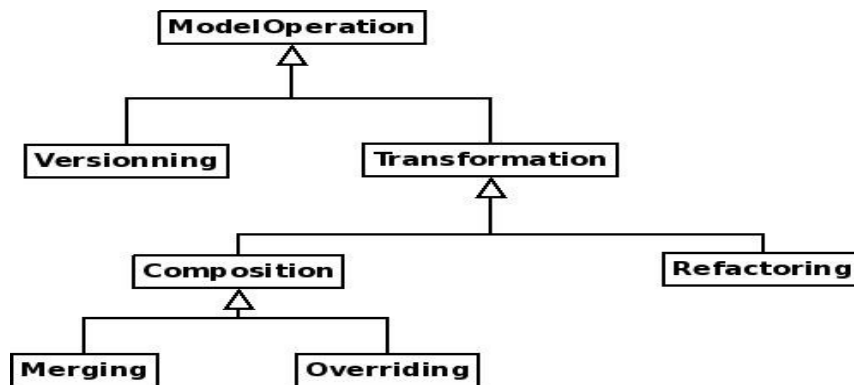 ModelOperation
Versionning
Transformation
Composition
Refactoring
Merging
Overriding